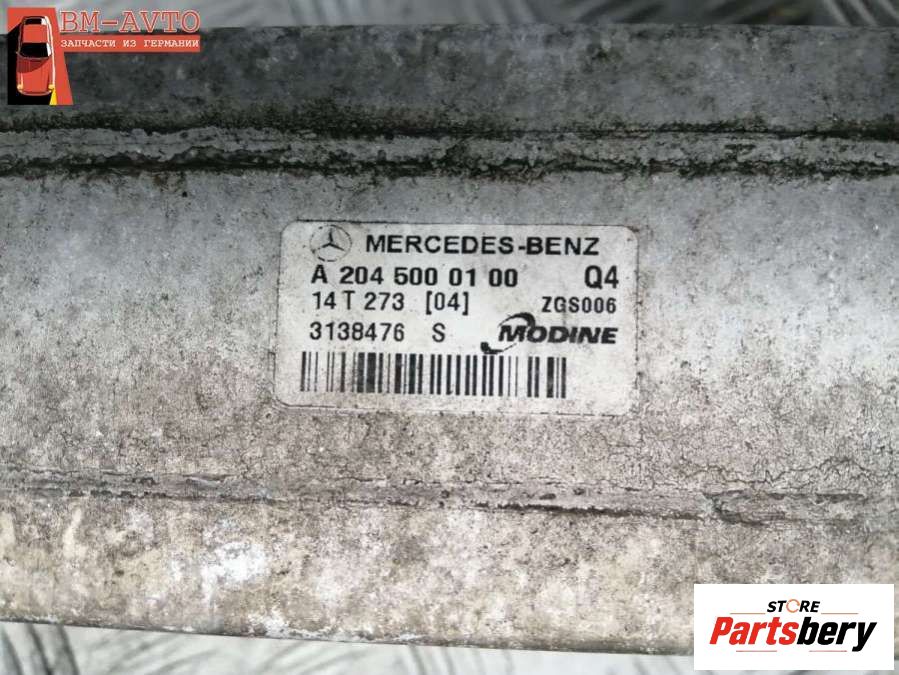 ВМ-AVTO
ЗАПЧАСТИ ИЗ ГЕРМАНИИ
MERCEDES-BENZ
A 204 500 01 00 Q4
14 T 273 [04] ZGS006
3138476 S MODINE
STORE
Partsbery